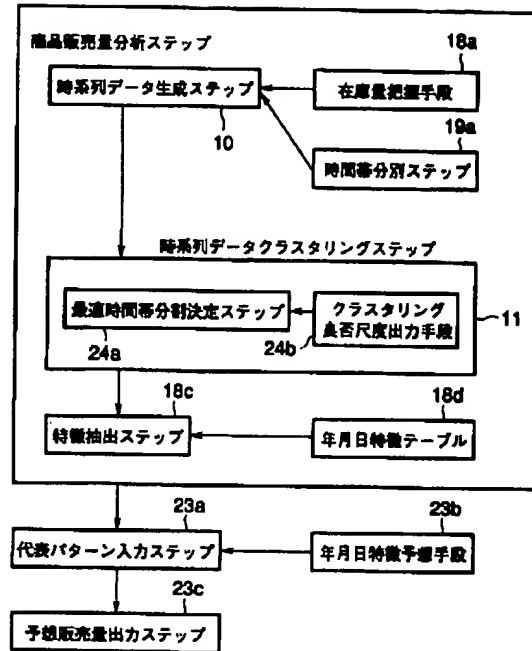 商品販売量分析ステップ
18a
時系列データ生成ステップ
在庫量把握手段
10
19a
時間帯分別ステップ
時系列データクラスタリングステップ
最適時間帯分割決定ステップ
クラスタリング
良否尺度出力手段
11
24a
24b
18c
18d
特徴抽出ステップ
年月日特徴テーブル
23a
23b
代表パターン入力ステップ
年月日特徴予想手段
23c
予想販売量出力ステップ